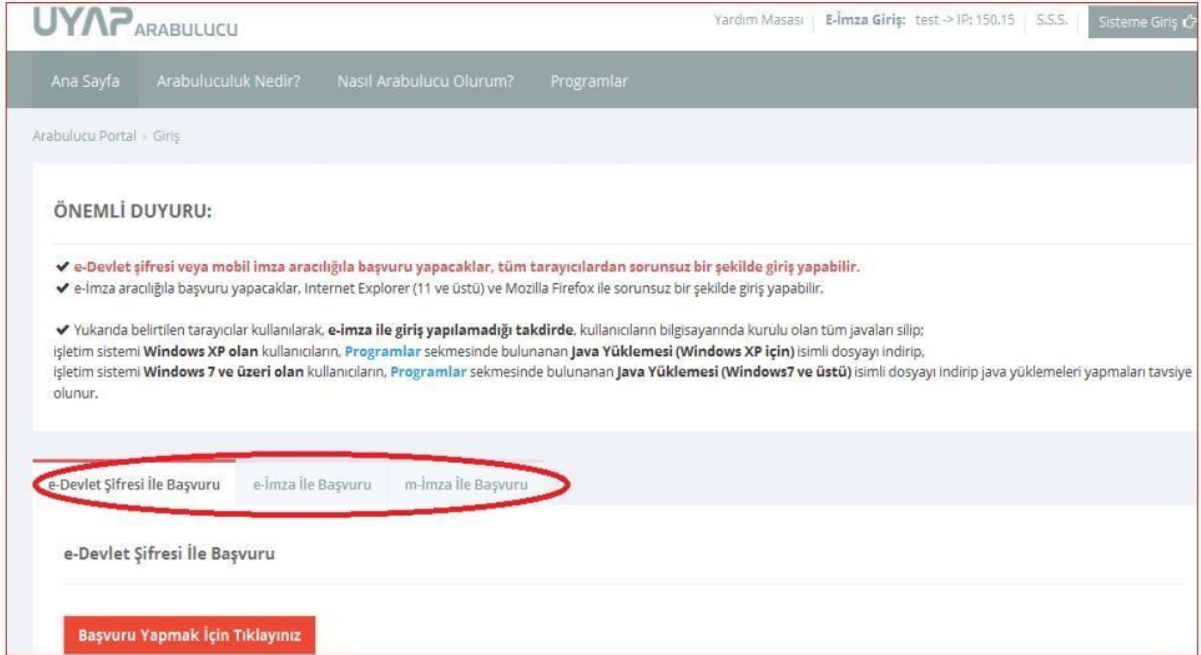 UYAP ARABULUCU
Yardım Masası E-İmza Giriş: test -> IP: 150.15 S.S.S. Sisteme Giriş
Ana Sayfa Arabuluculuk Nedir? Nasıl Arabulucu Olurum? Programlar
Arabulucu Portal › Giriş
ÖNEMLİ DUYURU:
✔ e-Devlet şifresi veya mobil imza aracılığıla başvuru yapacaklar, tüm tarayıcılardan sorunsuz bir şekilde giriş yapabilir.
✔ e-İmza aracılığıla başvuru yapacaklar, Internet Explorer (11 ve üstü) ve Mozilla Firefox ile sorunsuz bir şekilde giriş yapabilir.
✔ Yukarıda belirtilen tarayıcılar kullanılarak, e-imza ile giriş yapılamadığı takdirde, kullanıcıların bilgisayarında kurulu olan tüm javaları silip;
işletim sistemi Windows XP olan kullanıcıların, Programlar sekmesinde bulunanan Java Yüklemesi (Windows XP için) isimli dosyayı indirip,
işletim sistemi Windows 7 ve üzeri olan kullanıcıların, Programlar sekmesinde bulunanan Java Yüklemesi (Windows7 ve üstü) isimli dosyayı indirip java yüklemeleri yapmaları tavsiye
olunur.
e-Devlet Şifresi İle Başvuru e-İmza İle Başvuru m-İmza İle Başvuru
e-Devlet Şifresi İle Başvuru
Başvuru Yapmak İçin Tıklayınız